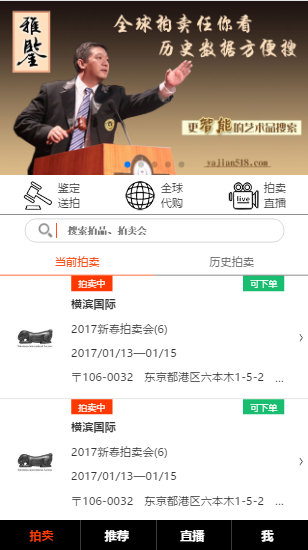 雅鉴
全球拍卖任你看
历史数据方便搜
更智能的艺术品搜索
yajian518.com
鉴定
送拍
全球
代购
live
拍卖
直播
搜索拍品、拍卖会
当前拍卖
历史拍卖
拍卖中
可下单
横滨国际
2017新春拍卖会(6)
2017/01/13—01/15
〒106-0032 东京都港区六本木1-5-2 ...
拍卖中
可下单
横滨国际
2017新春拍卖会(6)
2017/01/13—01/15
〒106-0032 东京都港区六本木1-5-2 ...
拍卖
推荐
直播
我